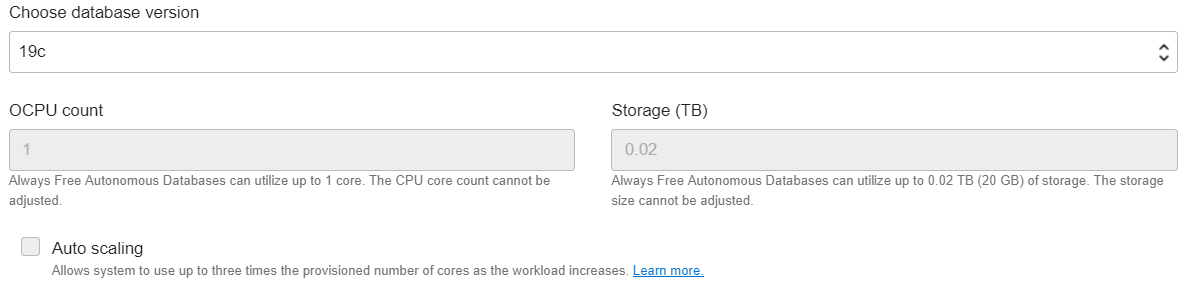 Choose database version
19c
OCPU count
Storage (TB)
1
0.02
Always Free Autonomous Databases can utilize up to 1 core. The CPU core count cannot be
adjusted.
Always Free Autonomous Databases can utilize up to 0.02 TB (20 GB) of storage. The storage
size cannot be adjusted.
Auto scaling
Allows system to use up to three times the provisioned number of cores as the workload increases. Learn more.